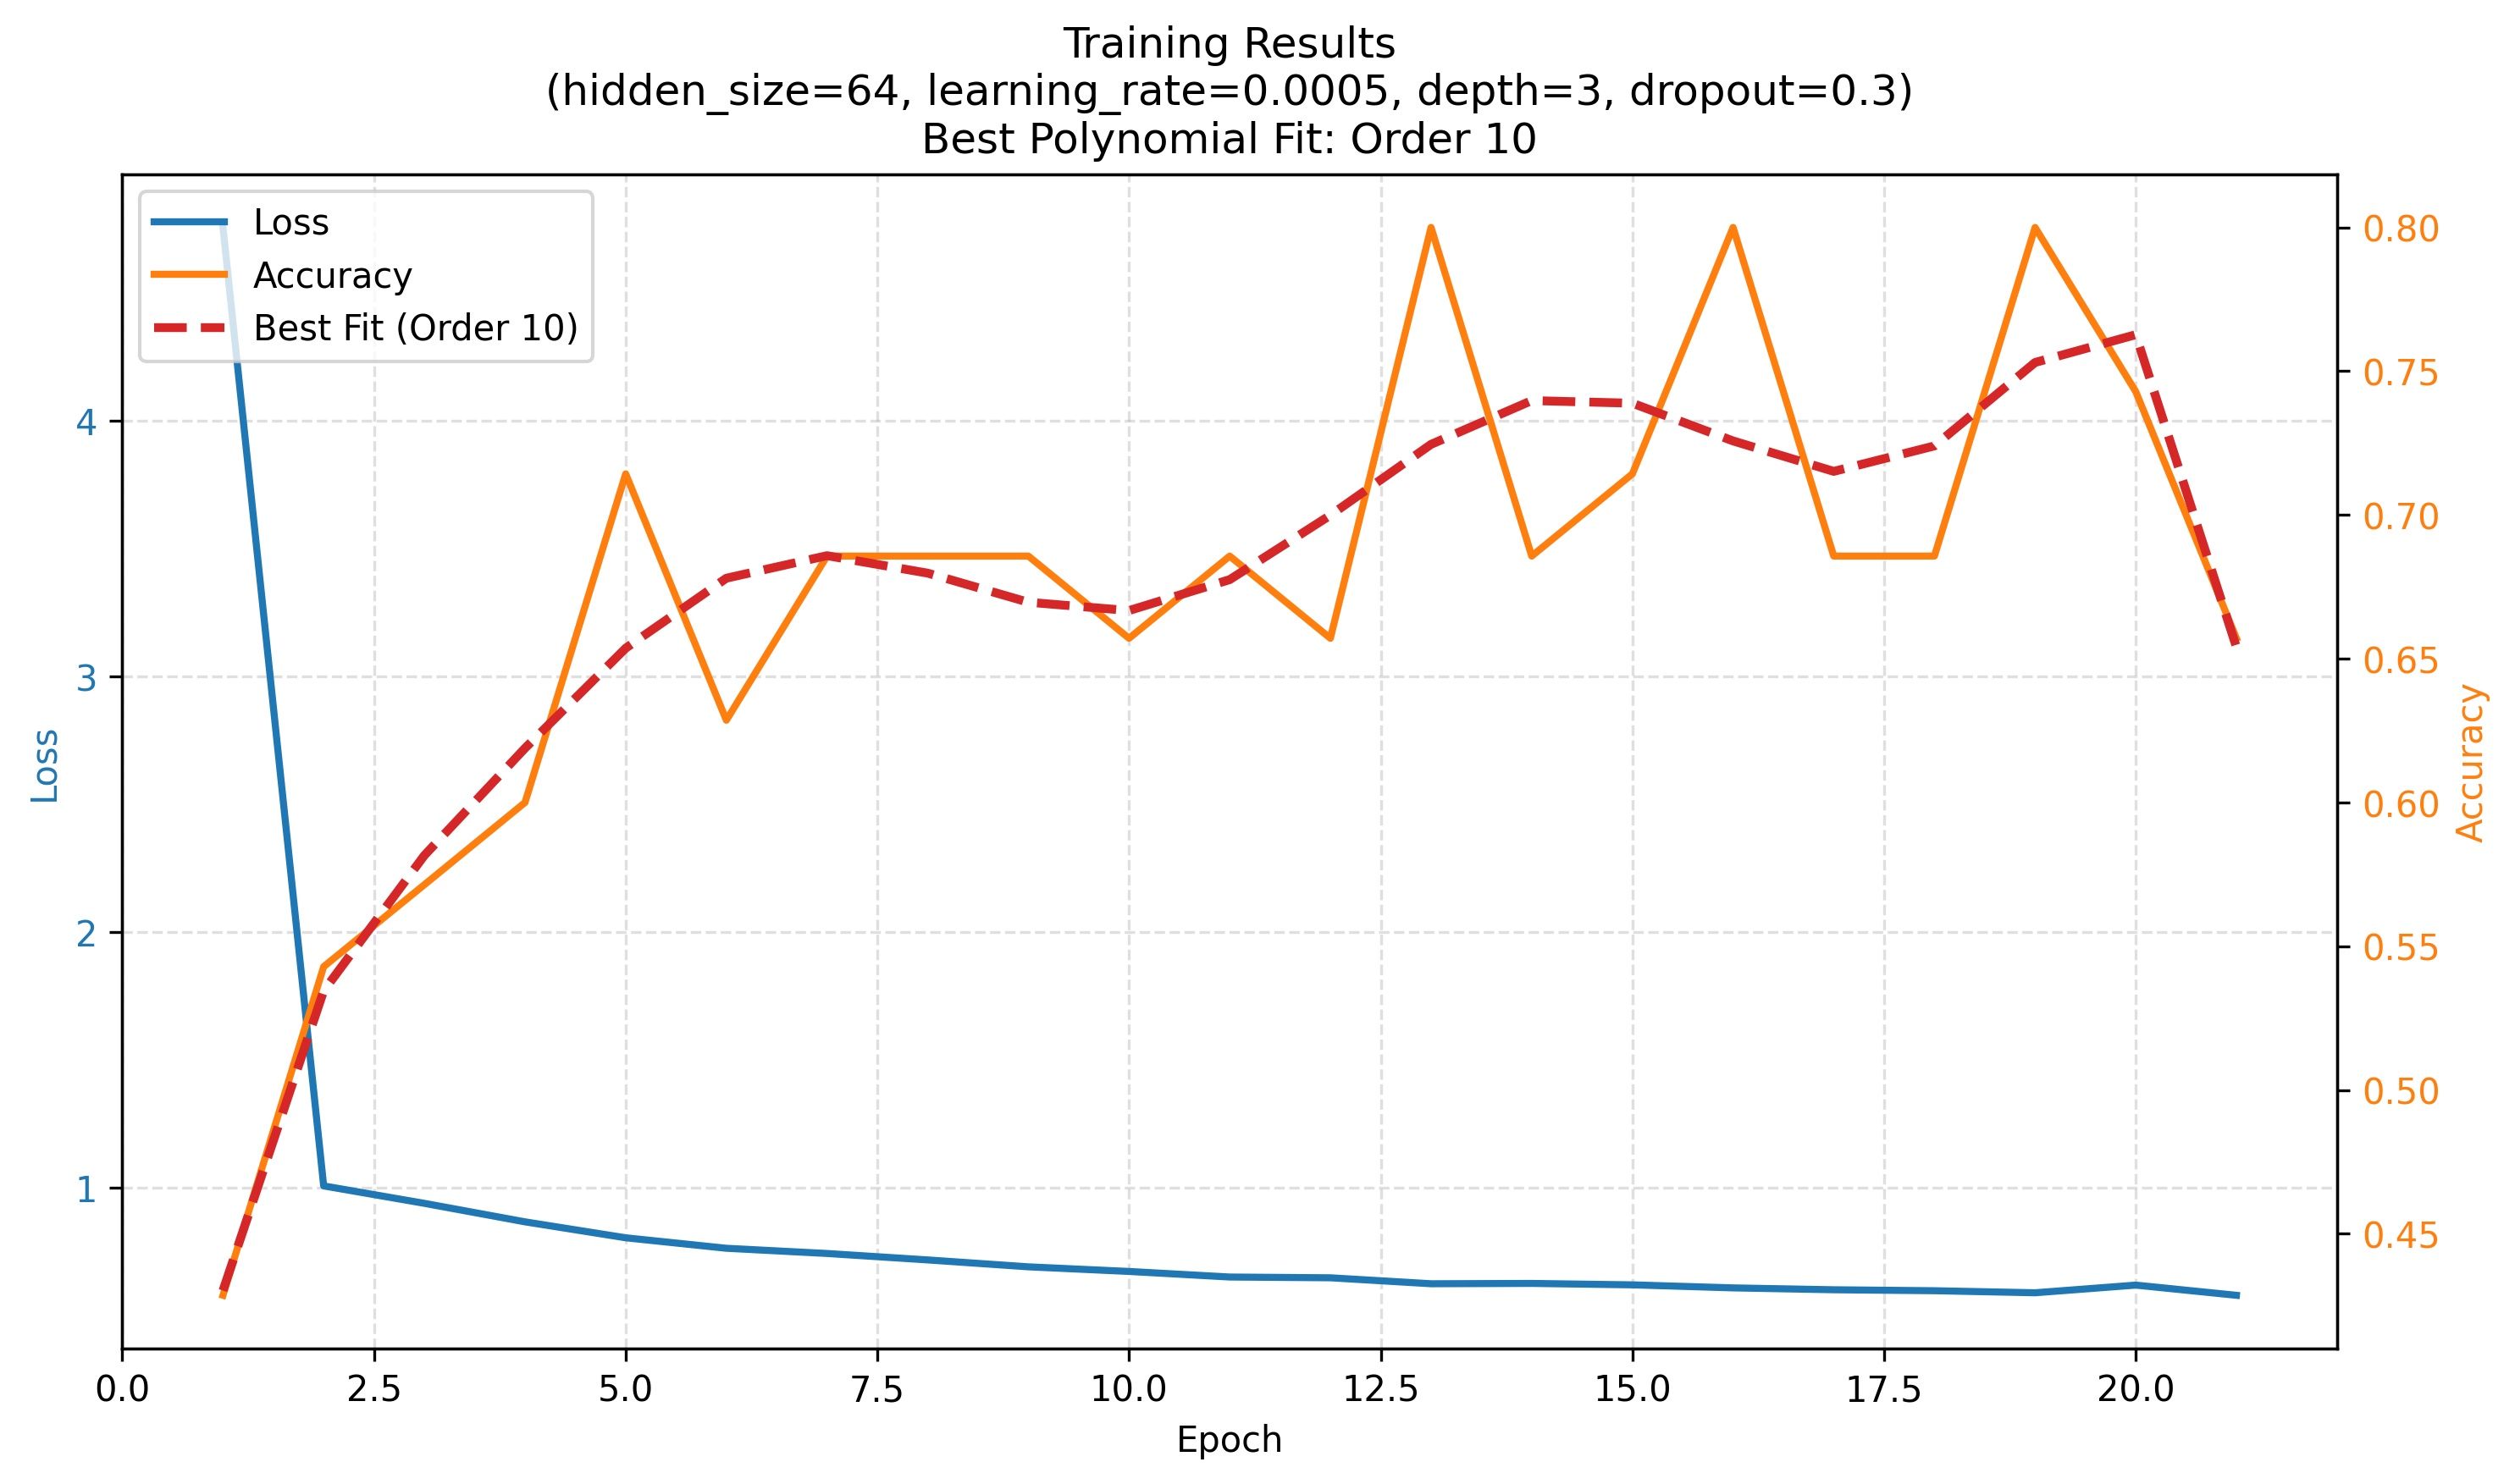 Training Results
(hidden_size=64, learning_rate=0.0005, depth=3, dropout=0.3)
Best Polynomial Fit: Order 10
Loss
Accuracy
Best Fit (Order 10)
4
3
2
1
Loss
0.80
0.75
0.70
0.65
0.60
0.55
0.50
0.45
Accuracy
0.0 2.5 5.0 7.5 10.0 12.5 15.0 17.5 20.0
Epoch